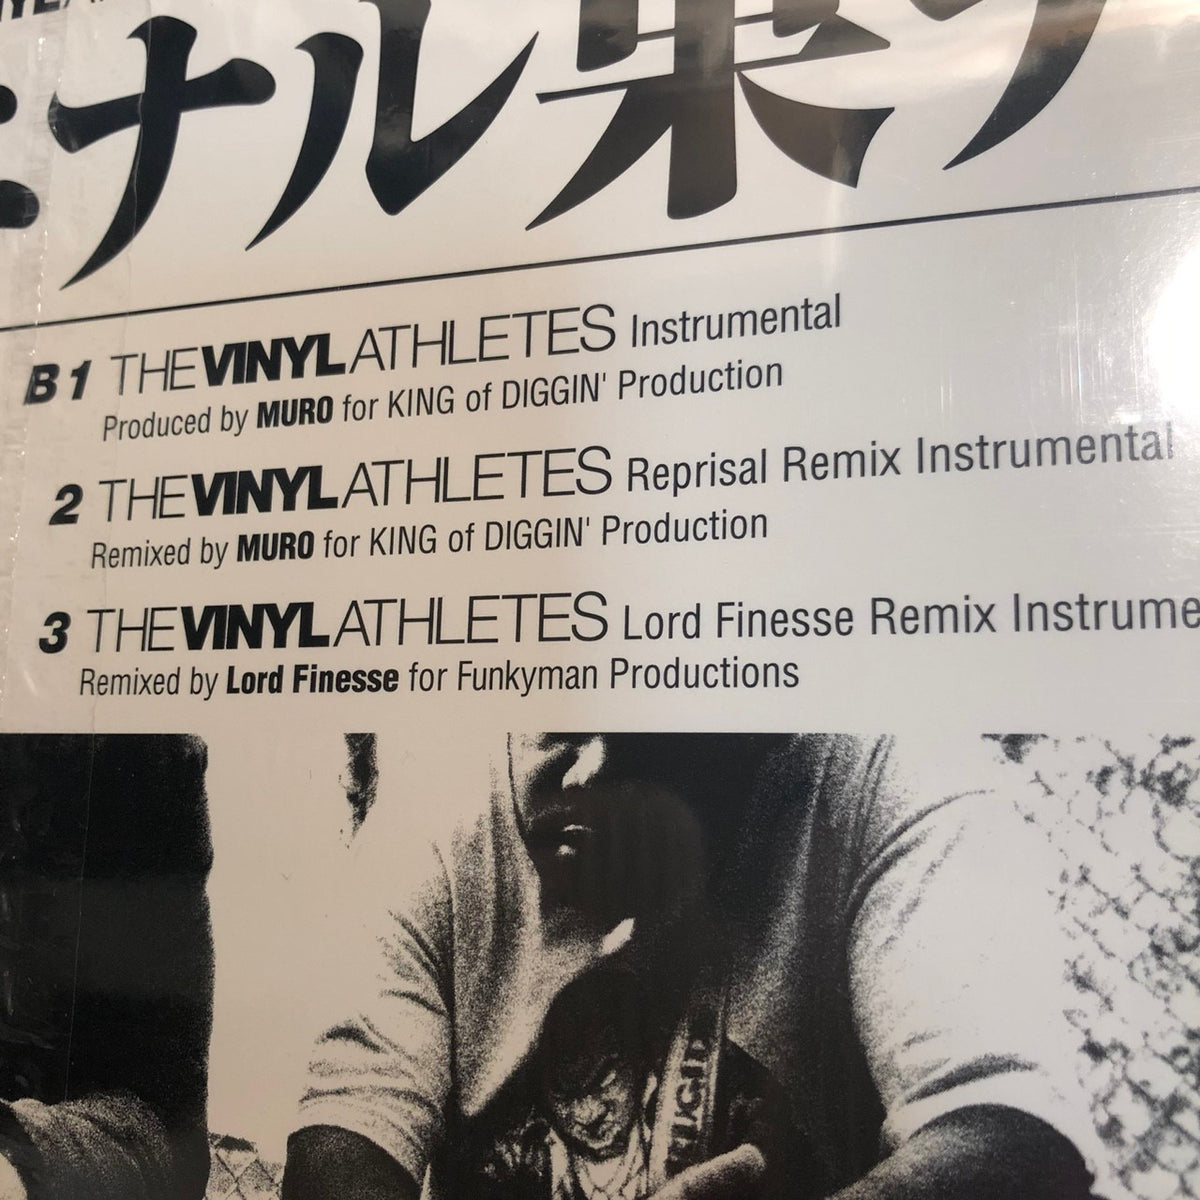 ナル集
B1 THEVINYLATHLETES Instrumental
Produced by MURO for KING of DIGGIN' Production
2 THEVINYLATHLETES Reprisal Remix Instrumental
Remixed by MURO for KING of DIGGIN' Production
3 THEVINYLATHLETES Lord Finesse Remix Instrume
Remixed by Lord Finesse for Funkyman Productions